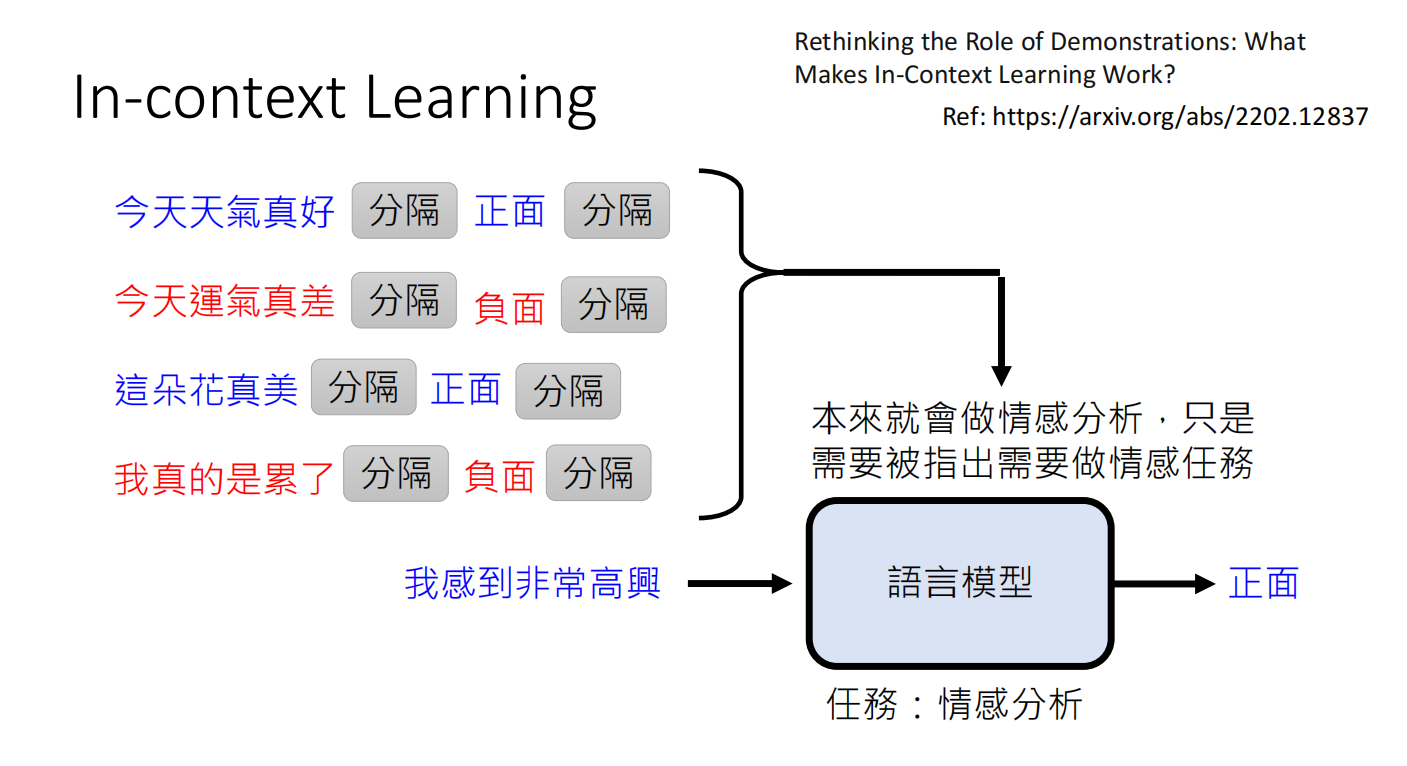 Rethinking the Role of Demonstrations: What
Makes In-Context Learning Work?
Ref: https://arxiv.org/abs/2202.12837
In-context Learning
今天天氣真好 分隔 正面 分隔
今天運氣真差 分隔 負面 分隔
這朵花真美 分隔 正面 分隔
我真的是累了 分隔 負面 分隔
本來就會做情感分析，只是
需要被指出需要做情感任務
我感到非常高興
語言模型
正面
任務：情感分析